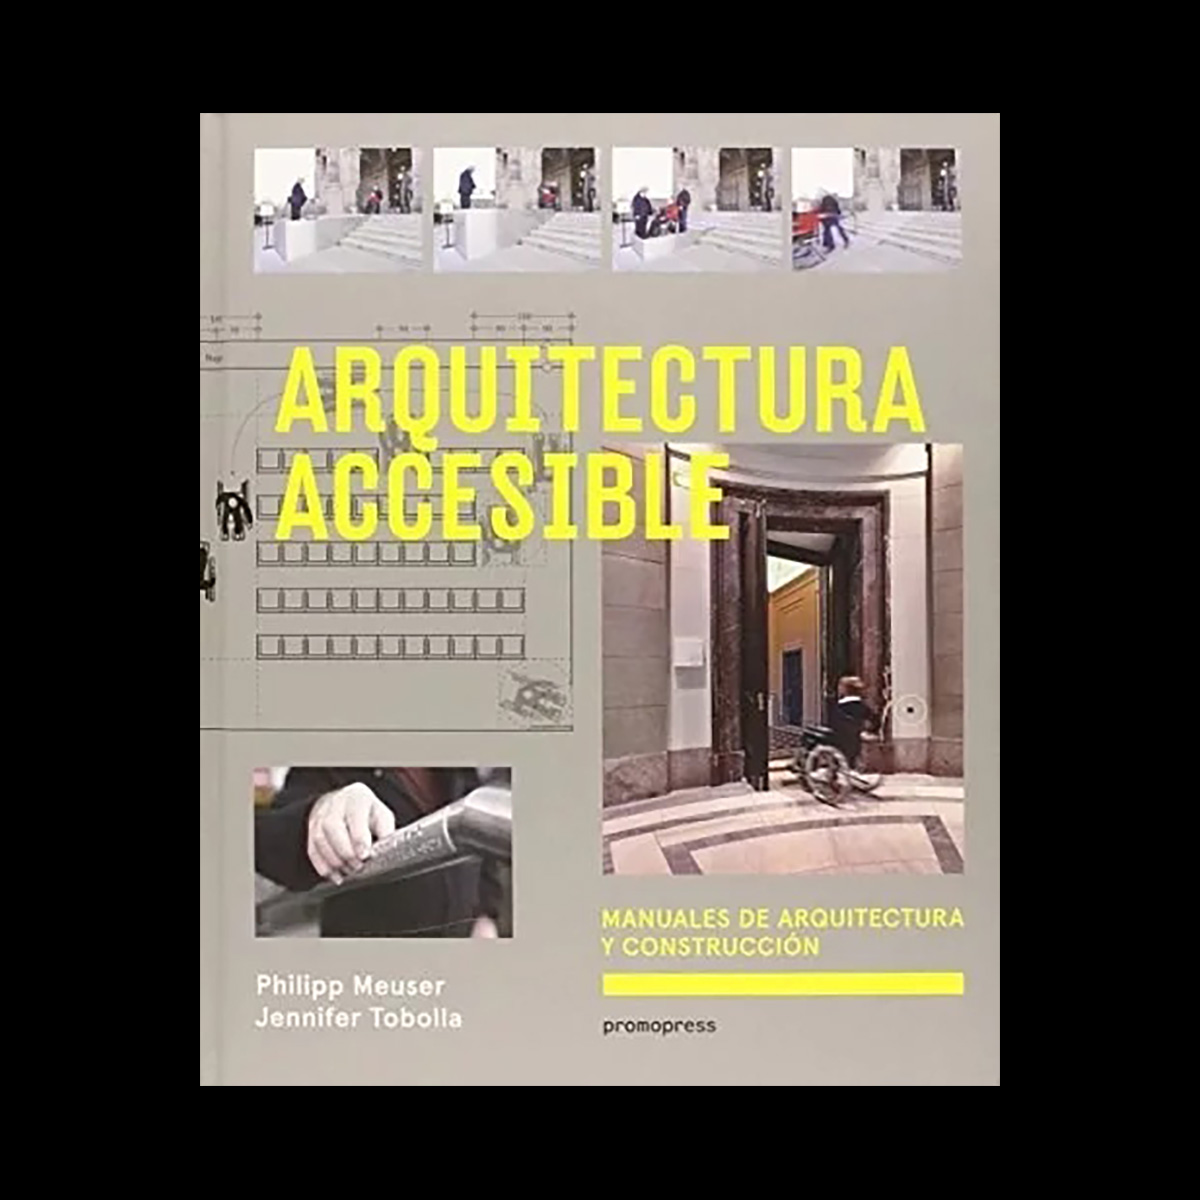 ARQUITECTURA
ACCESIBLE
MANUALES DE ARQUITECTURA
Y CONSTRUCCIÓN
Philipp Meuser
Jennifer Tobolla
promopress